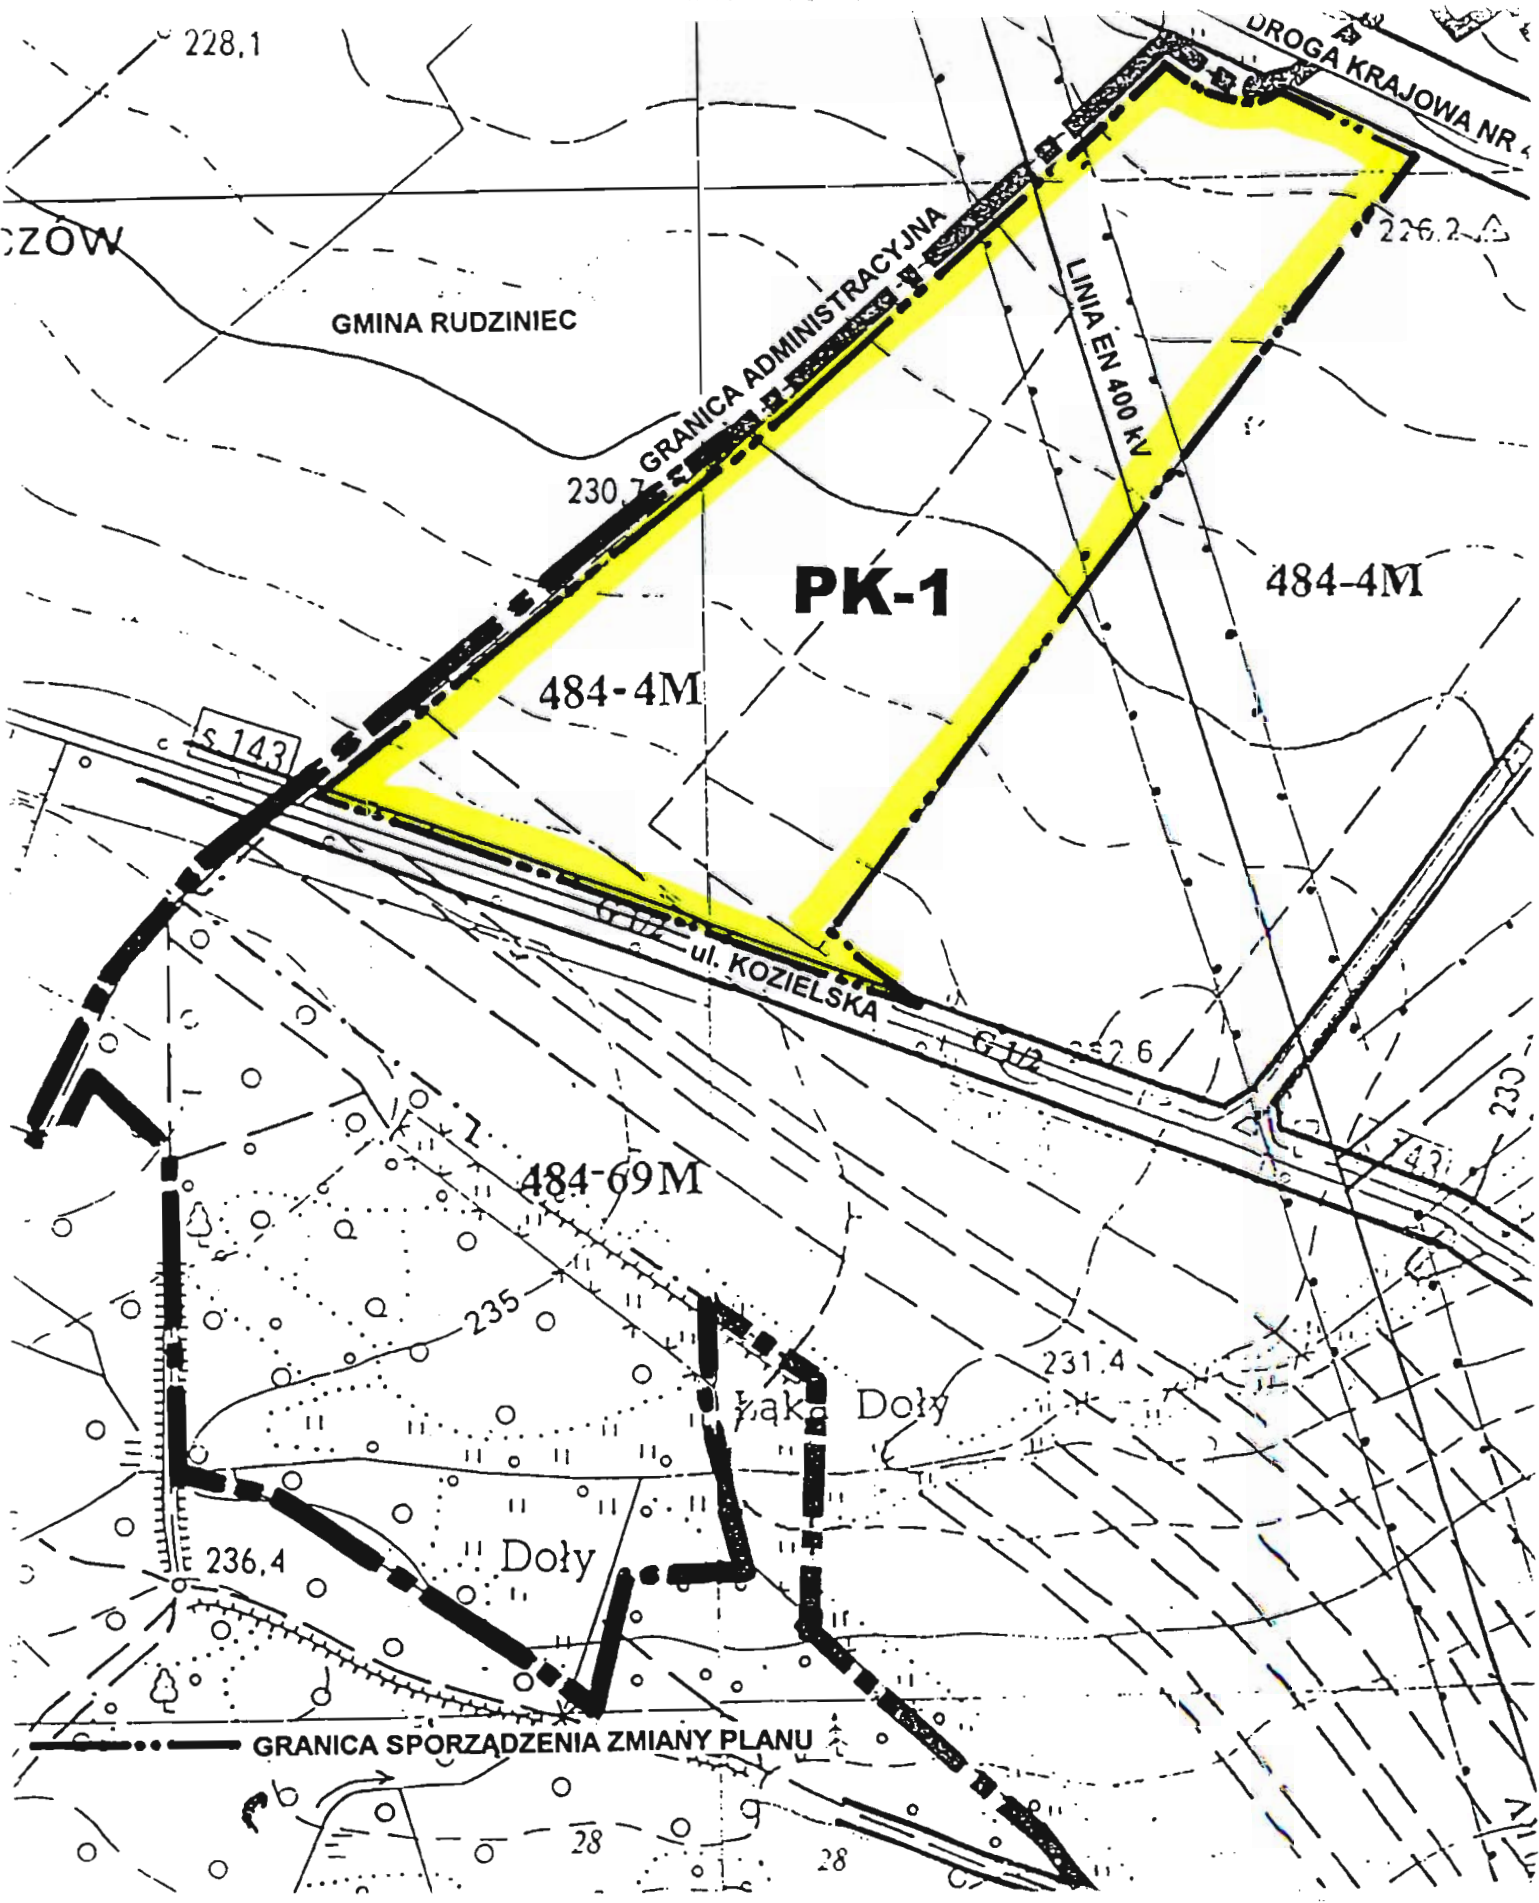 228,1
DROGA KRAJOWA NR
CZÓW
226.2
GRANICA ADMINISTRACYJNA
GMINA RUDZINIEC
LINIA EN 400 kV
230,7
PK-1
484-4M
484-4M
S 143
G 1/2
ul. KOZIELSKA
G 1/2
230
484-69M
235
231.4
Łąka Doły
236,4
Doły
GRANICA SPORZĄDZENIA ZMIANY PLANU
28
28